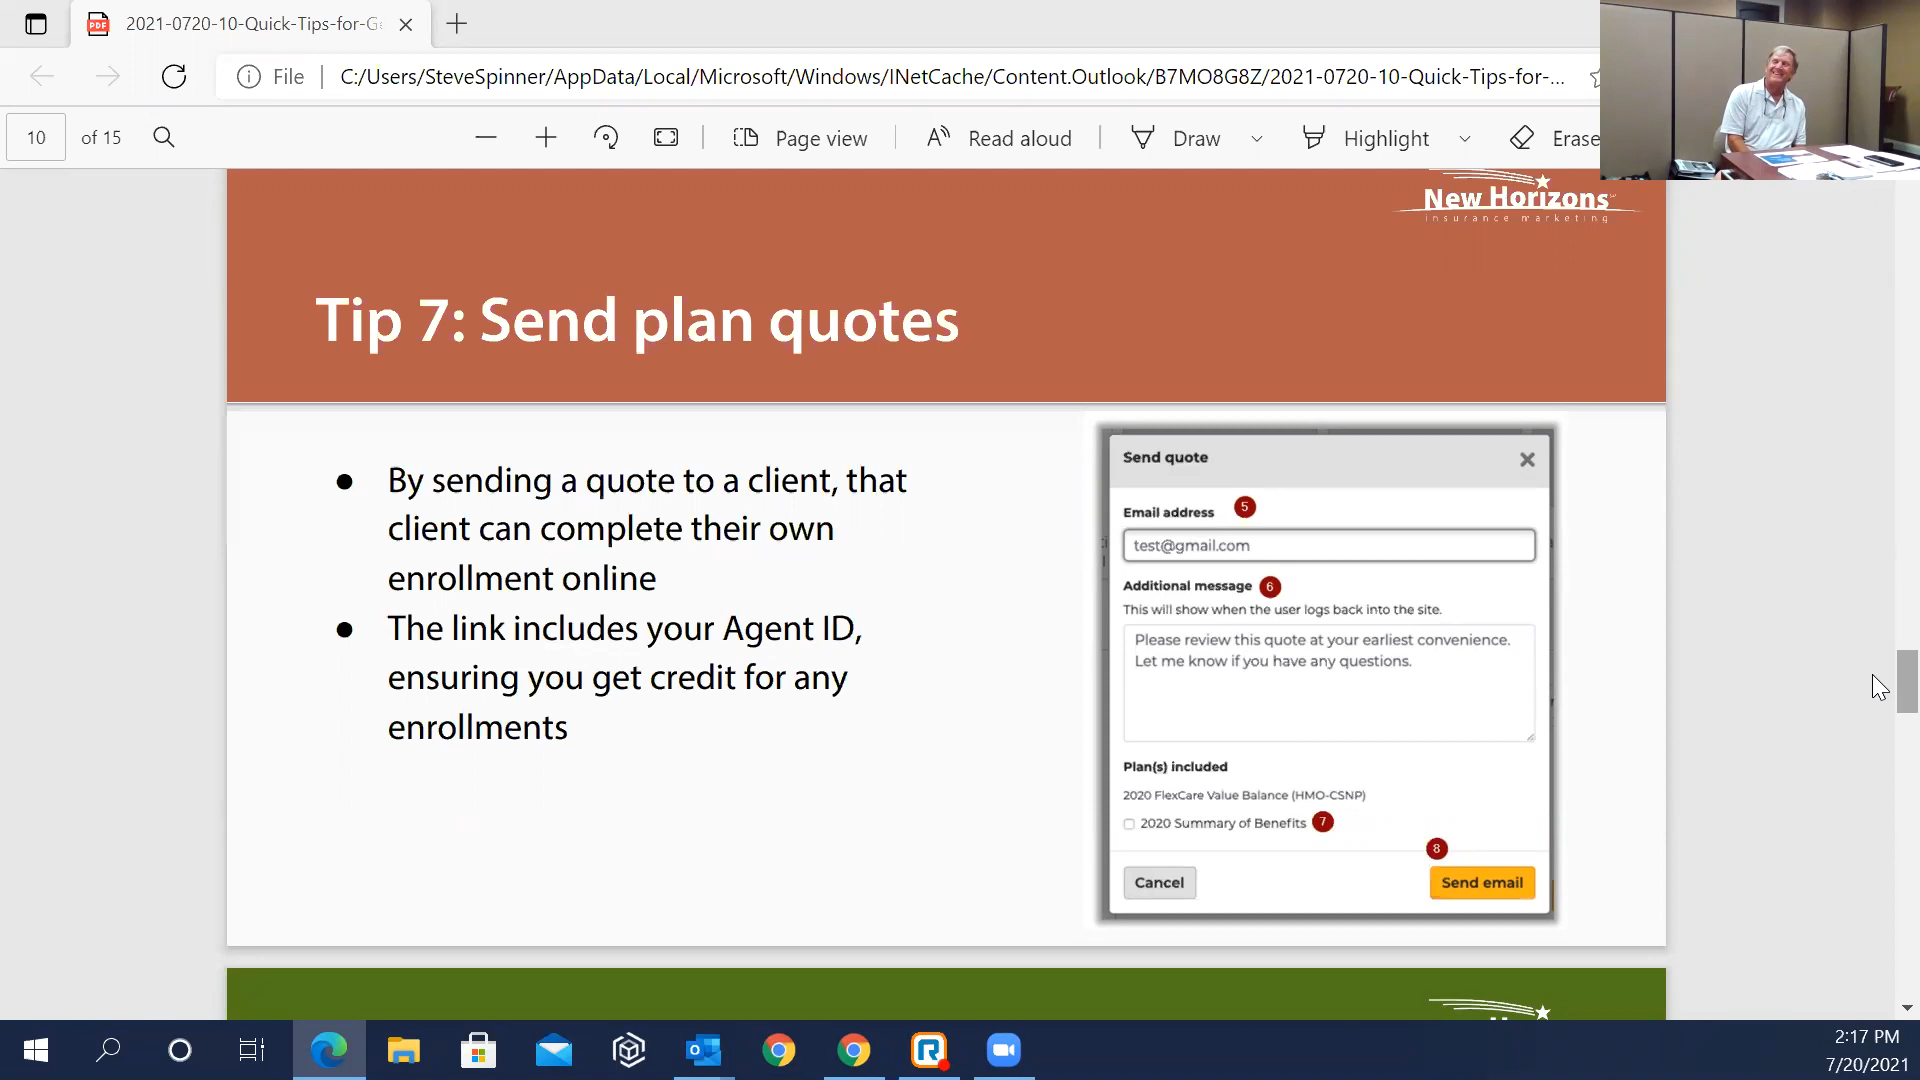 2021-0720-10-Quick-Tips-for-Ge
File
C:/Users/SteveSpinner/AppData/Local/Microsoft/Windows/INetCache/Content.Outlook/B7MO8G8Z/2021-0720-10-Quick-Tips-for-...
10 of 15
Page view
Read aloud
Draw
Highlight
Erase
New Horizons
insurance marketing
Tip 7: Send plan quotes
● By sending a quote to a client, that
client can complete their own
enrollment online
● The link includes your Agent ID,
ensuring you get credit for any
enrollments
Send quote
Email address 5
test@gmail.com
Additional message 6
This will show when the user logs back into the site.
Please review this quote at your earliest convenience.
Let me know if you have any questions.
Plan(s) included
2020 FlexCare Value Balance (HMO-CSNP)
2020 Summary of Benefits 7
8
Cancel
Send email
2:17 PM
7/20/2021